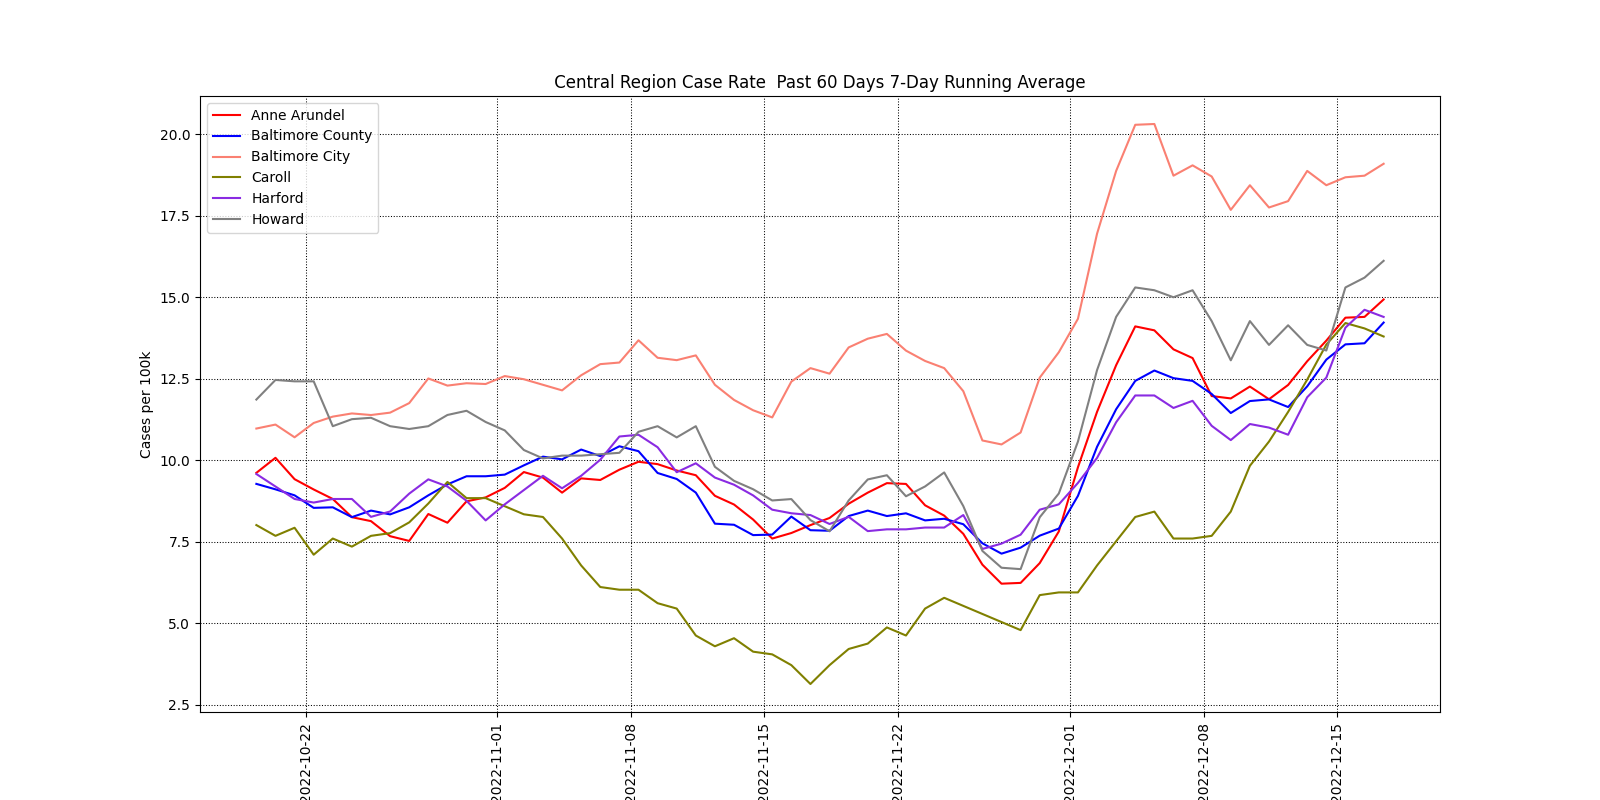 Central Region Case Rate  Past 60 Days 7-Day Running Average
Anne Arundel
Baltimore County
Baltimore City
Caroll
Harford
Howard
Cases per 100k
20.0
17.5
15.0
12.5
10.0
7.5
5.0
2.5
2022-10-22
2022-11-01
2022-11-08
2022-11-15
2022-11-22
2022-12-01
2022-12-08
2022-12-15